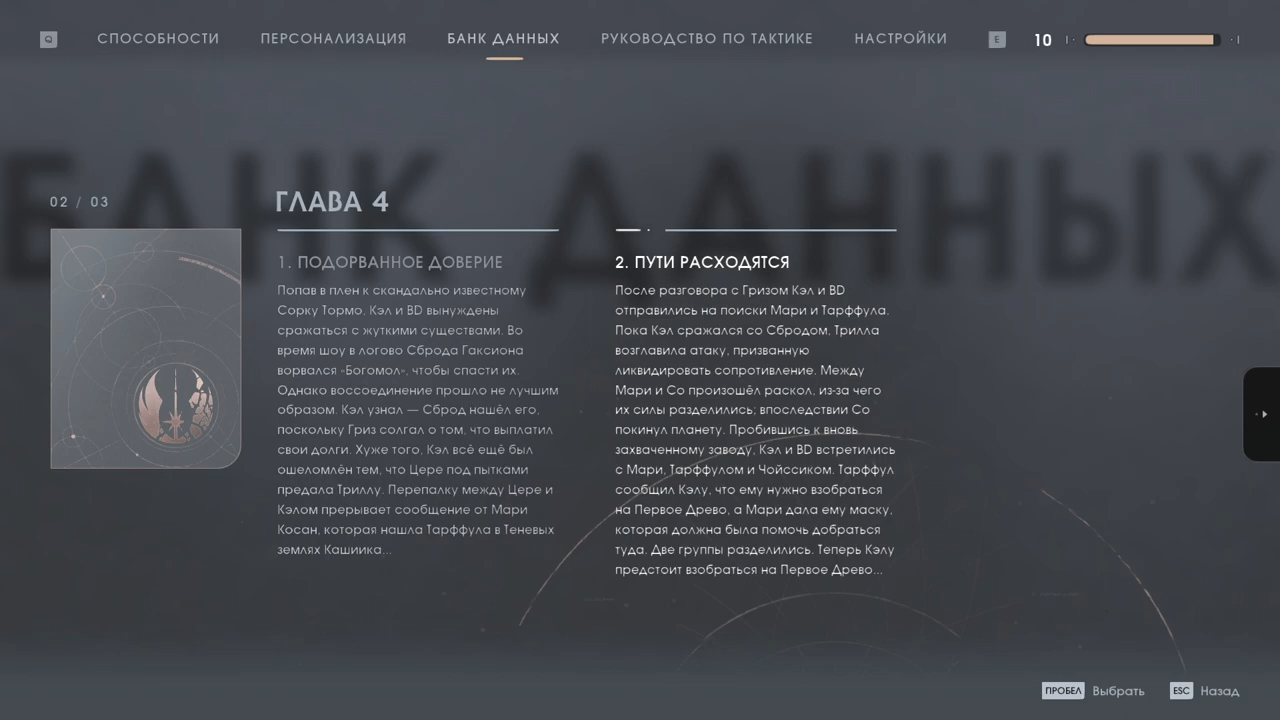 Q СПОСОБНОСТИ ПЕРСОНАЛИЗАЦИЯ БАНК ДАННЫХ РУКОВОДСТВО ПО ТАКТИКЕ НАСТРОЙКИ E 10
БАНК ДАННЫХ
02 / 03
ГЛАВА 4
1. ПОДОРВАННОЕ ДОВЕРИЕ
Попав в плен к скандально известному
Сорку Тормо, Кэл и BD вынуждены
сражаться с жуткими существами. Во
время шоу в логово Сброда Гаксиона
ворвался «Богомол», чтобы спасти их.
Однако воссоединение прошло не лучшим
образом. Кэл узнал — Сброд нашёл его,
поскольку Гриз солгал о том, что выплатил
свои долги. Хуже того, Кэл всё ещё был
ошеломлён тем, что Цере под пытками
предала Триллу. Перепалку между Цере и
Кэлом прерывает сообщение от Мари
Косан, которая нашла Тарффула в Теневых
землях Кашиика...
2. ПУТИ РАСХОДЯТСЯ
После разговора с Гризом Кэл и BD
отправились на поиски Мари и Тарффула.
Пока Кэл сражался со Сбродом, Трилла
возглавила атаку, призванную
ликвидировать сопротивление. Между
Мари и Со произошёл раскол, из-за чего
их силы разделились; впоследствии Со
покинул планету. Пробившись к вновь
захваченному заводу, Кэл и BD встретились
с Мари, Тарффулом и Чойссиком. Тарффул
сообщил Кэлу, что ему нужно взобраться
на Первое Древо, а Мари дала ему маску,
которая должна была помочь добраться
туда. Две группы разделились. Теперь Кэлу
предстоит взобраться на Первое Древо...
ПРОБЕЛ Выбрать ESC Назад